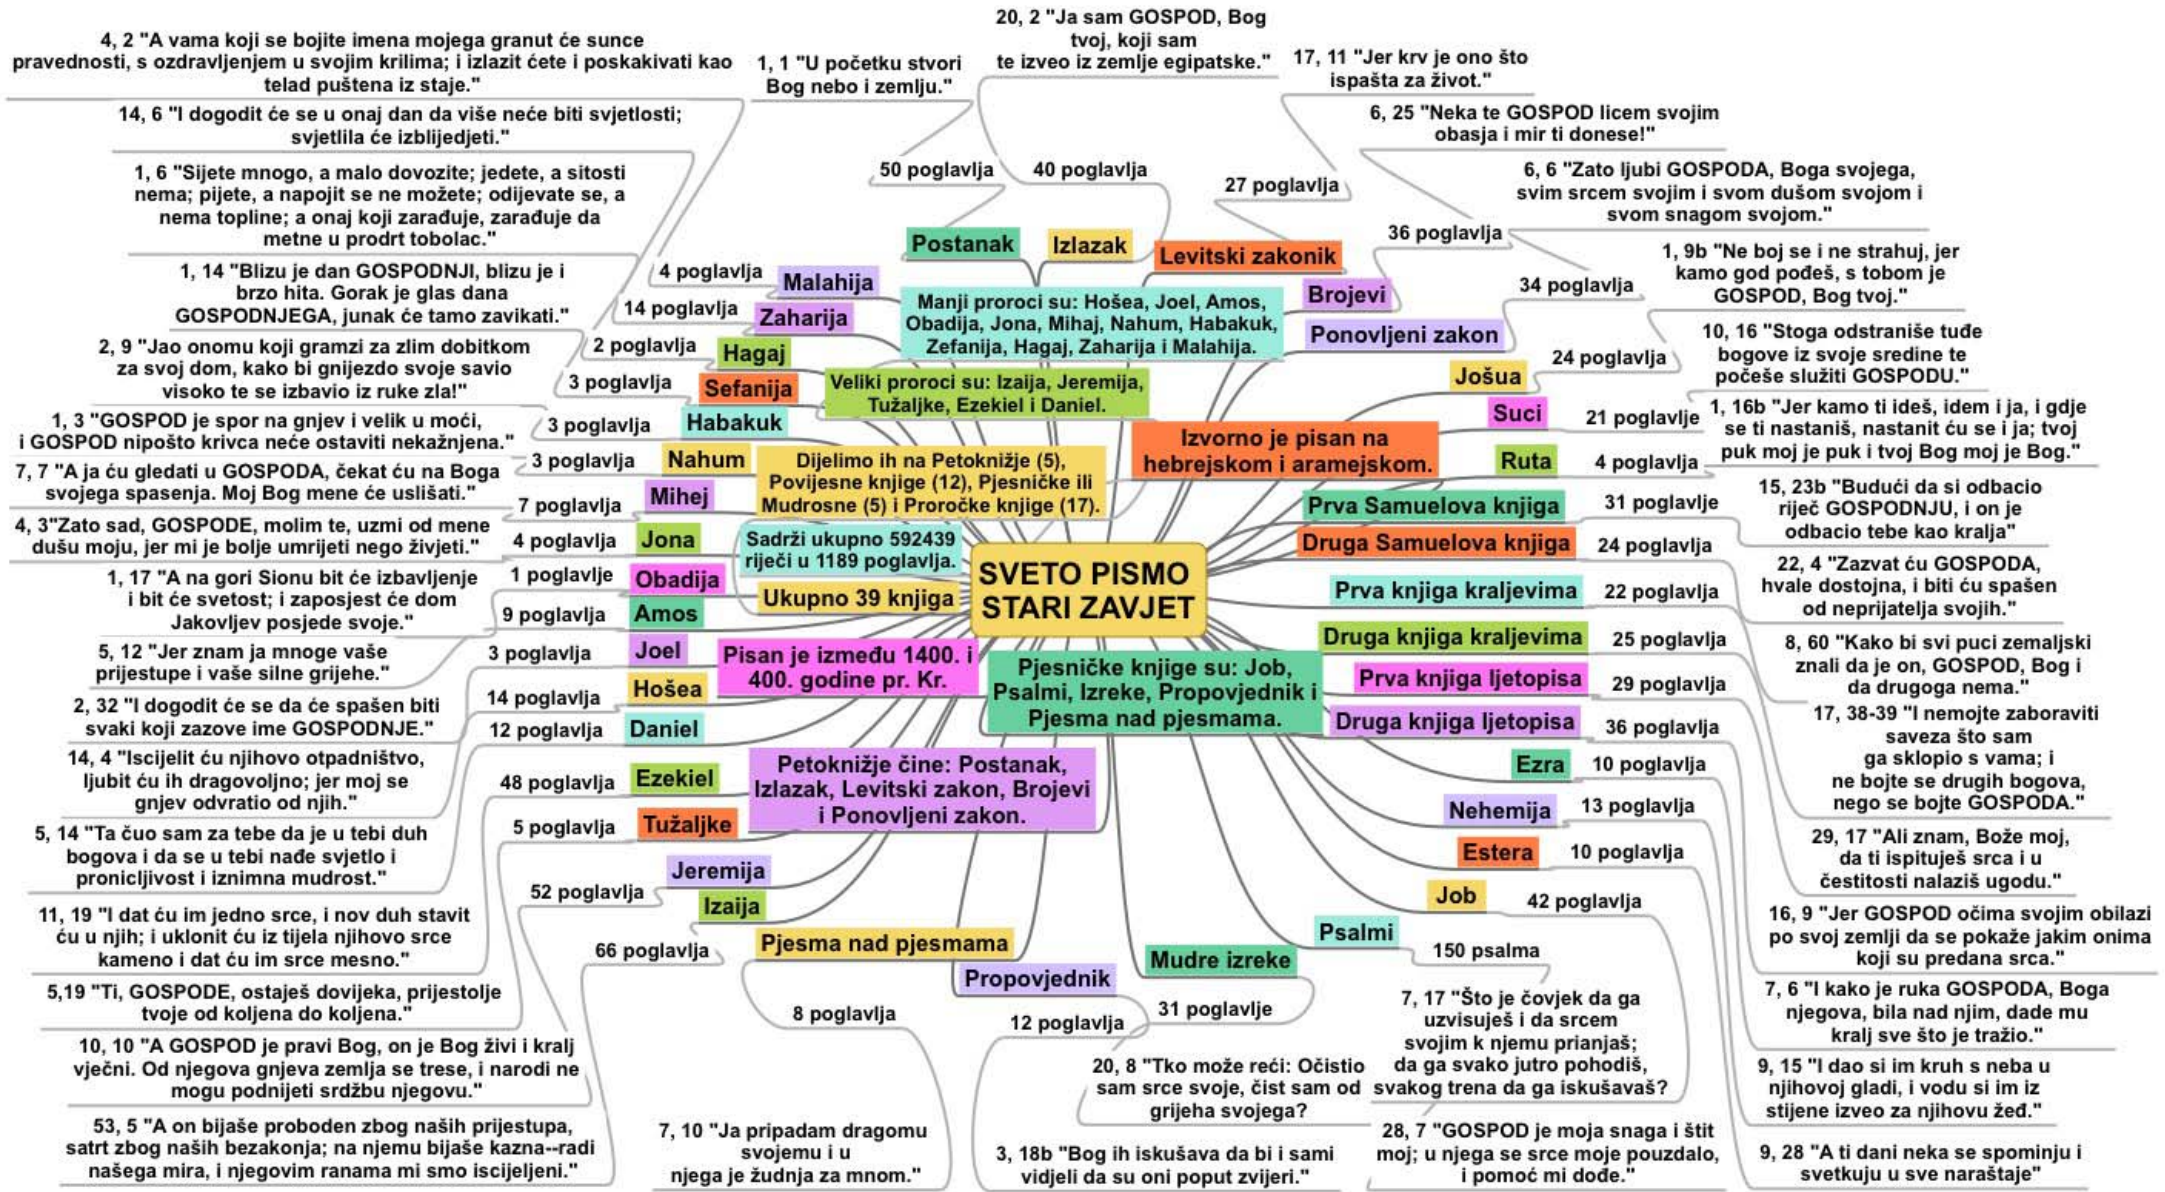 20, 2 "Ja sam GOSPOD, Bog
tvoj, koji sam
te izveo iz zemlje egipatske."
4, 2 "A vama koji se bojite imena mojega granut će sunce
pravednosti, s ozdravljenjem u svojim krilima; i izlazit ćete i poskakivati kao
telad puštena iz staje."
1, 1 "U početku stvori
Bog nebo i zemlju."
17, 11 "Jer krv je ono što
ispašta za život."
14, 6 "I dogodit će se u onaj dan da više neće biti svjetlosti;
svjetlila će izblijedjeti."
6, 25 "Neka te GOSPOD licem svojim
obasja i mir ti donese!"
1, 6 "Sijete mnogo, a malo dovozite; jedete, a sitosti
nema; pijete, a napojit se ne možete; odijevate se, a
nema topline; a onaj koji zarađuje, zarađuje da
metne u prodrt tobolac."
50 poglavlja
40 poglavlja
27 poglavlja
6, 6 "Zato ljubi GOSPODA, Boga svojega,
svim srcem svojim i svom dušom svojom i
svom snagom svojom."
36 poglavlja
Postanak
Izlazak
Levitski zakonik
1, 14 "Blizu je dan GOSPODNJI, blizu je i
brzo hita. Gorak je glas dana
GOSPODNJEGA, junak će tamo zavikati."
4 poglavlja
Malahija
Brojevi
34 poglavlja
1, 9b "Ne boj se i ne strahuj, jer
kamo god pođeš, s tobom je
GOSPOD, Bog tvoj."
14 poglavlja
Zaharija
Manji proroci su: Hošea, Joel, Amos,
Obadija, Jona, Mihaj, Nahum, Habakuk,
Zefanija, Hagaj, Zaharija i Malahija.
Ponovljeni zakon
2, 9 "Jao onomu koji gramzi za zlim dobitkom
za svoj dom, kako bi gnijezdo svoje savio
visoko te se izbavio iz ruke zla!"
2 poglavlja
Hagaj
24 poglavlja
10, 16 "Stoga odstraniše tuđe
bogove iz svoje sredine te
počeše služiti GOSPODU."
3 poglavlja
Sefanija
Veliki proroci su: Izaija, Jeremija,
Tužaljke, Ezekiel i Daniel.
Jošua
1, 3 "GOSPOD je spor na gnjev i velik u moći,
i GOSPOD nipošto krivca neće ostaviti nekažnjena."
3 poglavlja
Habakuk
Suci
21 poglavlje
1, 16b "Jer kamo ti ideš, idem i ja, i gdje
se ti nastaniš, nastanit ću se i ja; tvoj
puk moj je puk i tvoj Bog moj je Bog."
Izvorno je pisan na
hebrejskom i aramejskom.
7, 7 "A ja ću gledati u GOSPODA, čekat ću na Boga
svojega spasenja. Moj Bog mene će uslišati."
3 poglavlja
Nahum
Dijelimo ih na Petoknižje (5),
Povijesne knjige (12), Pjesničke ili
Mudrosne (5) i Proročke knjige (17).
Ruta
4 poglavlja
7 poglavlja
Mihej
Prva Samuelova knjiga
31 poglavlje
15, 23b "Budući da si odbacio
riječ GOSPODNJU, i on je
odbacio tebe kao kralja"
4, 3"Zato sad, GOSPODE, molim te, uzmi od mene
dušu moju, jer mi je bolje umrijeti nego živjeti."
4 poglavlja
Jona
Sadrži ukupno 592439
riječi u 1189 poglavlja.
Druga Samuelova knjiga
24 poglavlja
1, 17 "A na gori Sionu bit će izbavljenje
i bit će svetost; i zaposjest će dom
Jakovljev posjede svoje."
1 poglavlje
Obadija
SVETO PISMO
STARI ZAVJET
22, 4 "Zazvat ću GOSPODA,
hvale dostojna, i biti ću spašen
od neprijatelja svojih."
Ukupno 39 knjiga
Prva knjiga kraljevima
22 poglavlja
9 poglavlja
Amos
Druga knjiga kraljevima
25 poglavlja
8, 60 "Kako bi svi puci zemaljski
znali da je on, GOSPOD, Bog i
da drugoga nema."
5, 12 "Jer znam ja mnoge vaše
prijestupe i vaše silne grijehe."
3 poglavlja
Joel
Pisan je između 1400. i
400. godine pr. Kr.
Pjesničke knjige su: Job,
Psalmi, Izreke, Propovjednik i
Pjesma nad pjesmama.
Prva knjiga ljetopisa
29 poglavlja
14 poglavlja
Hošea
2, 32 "I dogodit će se da će spašen biti
svaki koji zazove ime GOSPODNJE."
12 poglavlja
Daniel
Druga knjiga ljetopisa
36 poglavlja
17, 38-39 "I nemojte zaboraviti
saveza što sam
ga sklopio s vama; i
ne bojte se drugih bogova,
nego se bojte GOSPODA."
14, 4 "Iscijelit ću njihovo otpadništvo,
ljubit ću ih dragovoljno; jer moj se
gnjev odvratio od njih."
48 poglavlja
Ezekiel
Petoknižje čine: Postanak,
Izlazak, Levitski zakon, Brojevi
i Ponovljeni zakon.
Ezra
10 poglavlja
Nehemija
13 poglavlja
5, 14 "Ta čuo sam za tebe da je u tebi duh
bogova i da se u tebi nađe svjetlo i
pronicljivost i iznimna mudrost."
5 poglavlja
Tužaljke
Estera
10 poglavlja
29, 17 "Ali znam, Bože moj,
da ti ispituješ srca i u
čestitosti nalaziš ugodu."
Jeremija
52 poglavlja
Izaija
Job
42 poglavlja
11, 19 "I dat ću im jedno srce, i nov duh stavit
ću u njih; i uklonit ću iz tijela njihovo srce
kameno i dat ću im srce mesno."
16, 9 "Jer GOSPOD očima svojim obilazi
po svoj zemlji da se pokaže jakim onima
koji su predana srca."
66 poglavlja
Pjesma nad pjesmama
Psalmi
150 psalma
Propovjednik
Mudre izreke
5,19 "Ti, GOSPODE, ostaješ dovijeka, prijestolje
tvoje od koljena do koljena."
8 poglavlja
12 poglavlja
31 poglavlje
7, 17 "Što je čovjek da ga
uzvisuješ i da srcem
svojim k njemu prianjaš;
da ga svako jutro pohodiš,
svakog trena da ga iskušavaš?
7, 6 "I kako je ruka GOSPODA, Boga
njegova, bila nad njim, dade mu
kralj sve što je tražio."
10, 10 "A GOSPOD je pravi Bog, on je Bog živi i kralj
vječni. Od njegova gnjeva zemlja se trese, i narodi ne
mogu podnijeti srdžbu njegovu."
20, 8 "Tko može reći: Očistio
sam srce svoje, čist sam od
grijeha svojega?
9, 15 "I dao si im kruh s neba u
njihovoj gladi, i vodu si im iz
stijene izveo za njihovu žeđ."
53, 5 "A on bijaše proboden zbog naših prijestupa,
satrt zbog naših bezakonja; na njemu bijaše kazna--radi
našega mira, i njegovim ranama mi smo iscijeljeni."
7, 10 "Ja pripadam dragomu
svojemu i u
njega je žudnja za mnom."
3, 18b "Bog ih iskušava da bi i sami
vidjeli da su oni poput zvijeri."
28, 7 "GOSPOD je moja snaga i štit
moj; u njega se srce moje pouzdalo,
i pomoć mi dođe."
9, 28 "A ti dani neka se spominju i
svetkuju u sve naraštaje"